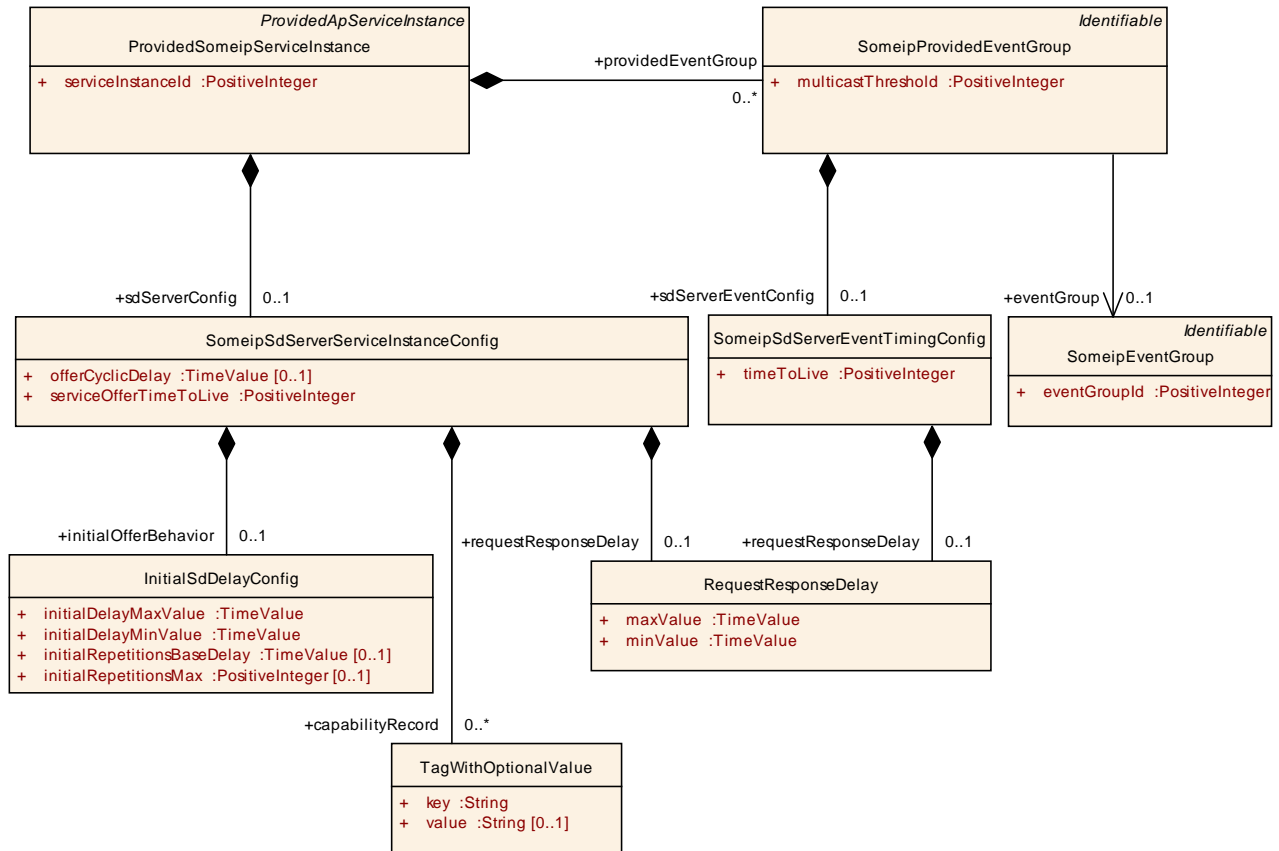 ProvidedApServiceInstance
ProvidedSomeipServiceInstance
+ serviceInstanceId :PositiveInteger
+providedEventGroup
0..*
Identifiable
SomeipProvidedEventGroup
+ multicastThreshold :PositiveInteger
+sdServerConfig 0..1
+sdServerEventConfig 0..1
+eventGroup 0..1
SomeipSdServerServiceInstanceConfig
+ offerCyclicDelay :TimeValue [0..1]
+ serviceOfferTimeToLive :PositiveInteger
SomeipSdServerEventTimingConfig
+ timeToLive :PositiveInteger
Identifiable
SomeipEventGroup
+ eventGroupId :PositiveInteger
+initialOfferBehavior 0..1
+requestResponseDelay 0..1
+requestResponseDelay 0..1
InitialSdDelayConfig
+ initialDelayMaxValue :TimeValue
+ initialDelayMinValue :TimeValue
+ initialRepetitionsBaseDelay :TimeValue [0..1]
+ initialRepetitionsMax :PositiveInteger [0..1]
RequestResponseDelay
+ maxValue :TimeValue
+ minValue :TimeValue
+capabilityRecord 0..*
TagWithOptionalValue
+ key :String
+ value :String [0..1]